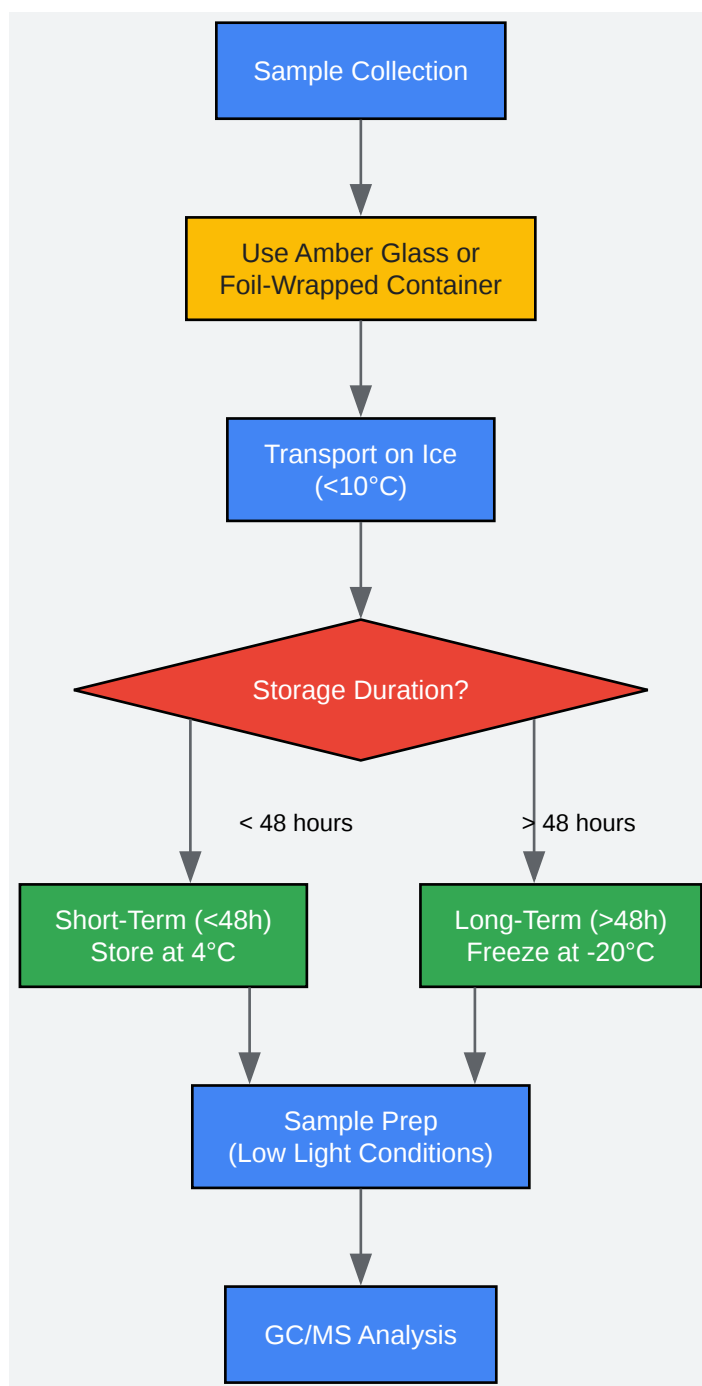 Sample Collection
Use Amber Glass or
Foil-Wrapped Container
Transport on Ice
(<10°C)
Storage Duration?
< 48 hours
> 48 hours
Short-Term (<48h)
Store at 4°C
Long-Term (>48h)
Freeze at -20°C
Sample Prep
(Low Light Conditions)
GC/MS Analysis